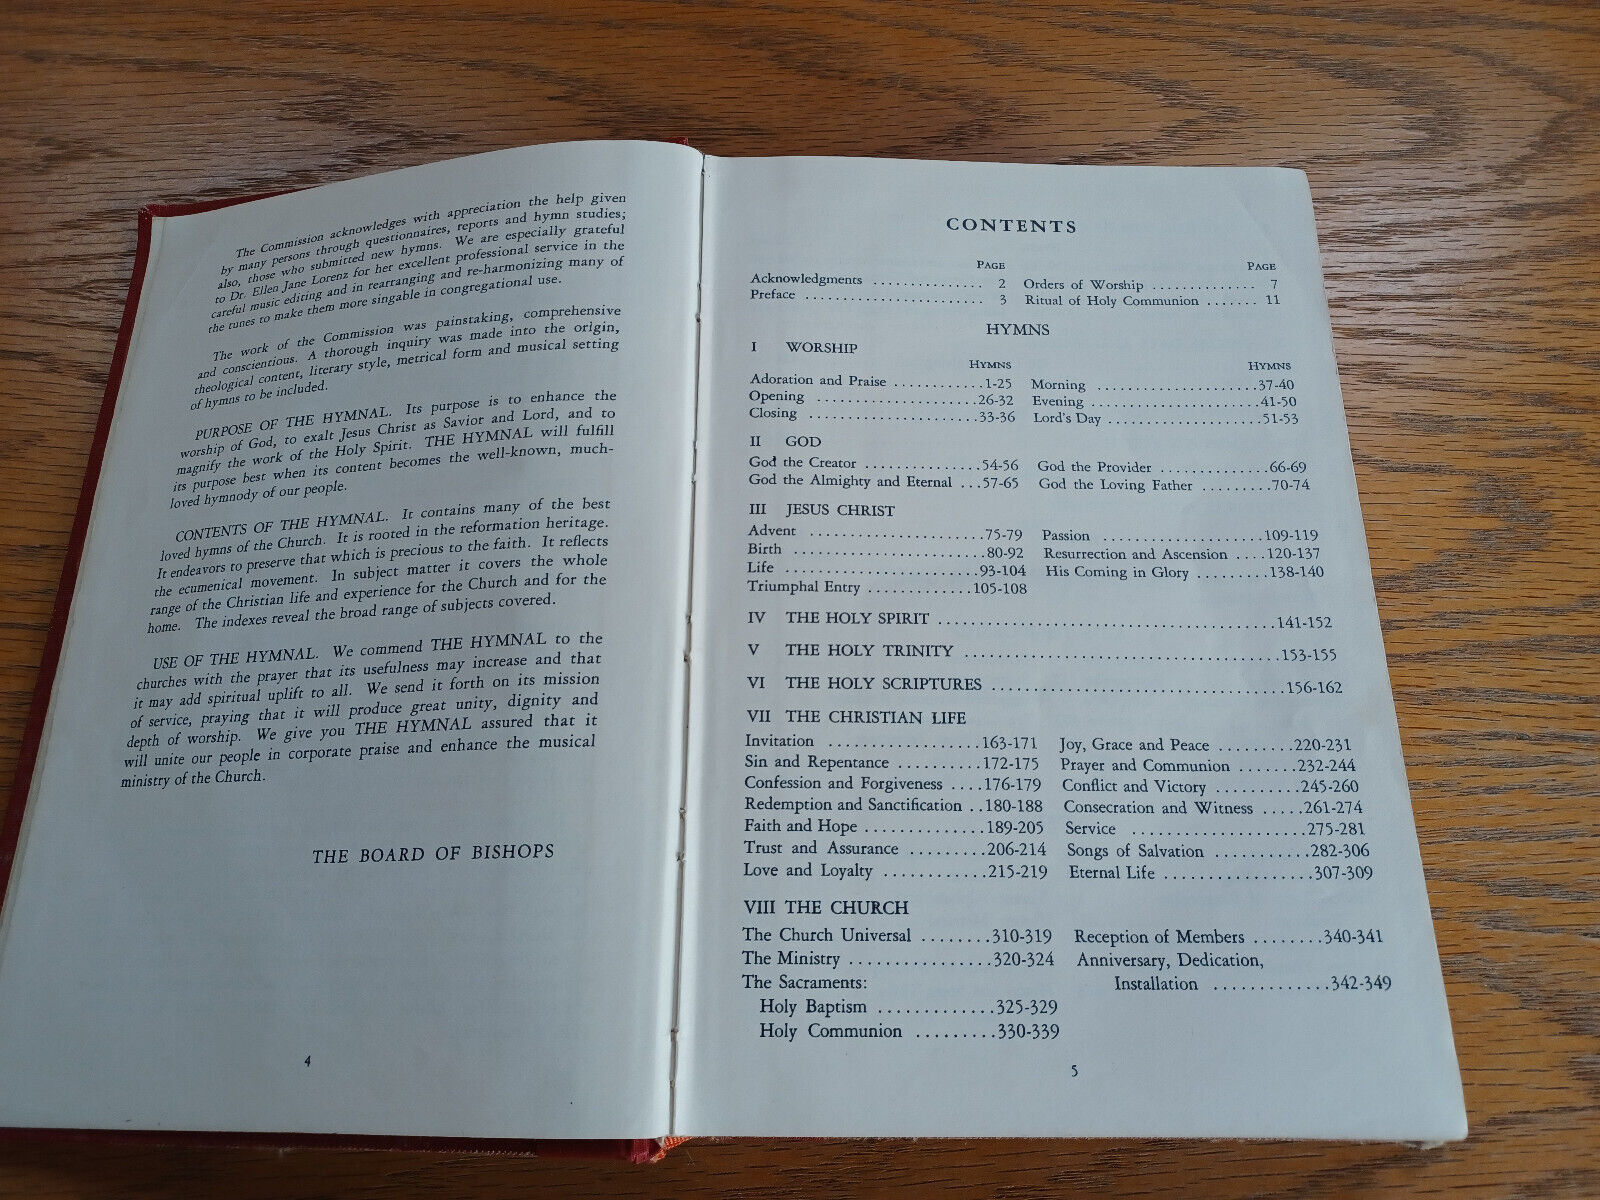 The Commission acknowledges with appreciation the help given
by many persons through questionnaires, reports and hymn studies;
also, those who submitted new hymns. We are especially grateful
to Dr. Ellen Jane Lorenz for her excellent professional service in the
careful music editing and in rearranging and re-harmonizing many of
the tunes to make them more singable in congregational use.
The work of the Commission was painstaking, comprehensive
and conscientious. A thorough inquiry was made into the origin,
theological content, literary style, metrical form and musical setting
of hymns to be included.
PURPOSE OF THE HYMNAL. Its purpose is to enhance the
worship of God, to exalt Jesus Christ as Savior and Lord, and to
magnify the work of the Holy Spirit. THE HYMNAL will fulfill
its purpose best when its content becomes the well-known, much-
loved hymnody of our people.
CONTENTS OF THE HYMNAL. It contains many of the best
loved hymns of the Church. It is rooted in the reformation heritage.
It endeavors to preserve that which is precious to the faith. It reflects
the ecumenical movement. In subject matter it covers the whole
range of the Christian life and experience for the Church and for the
home. The indexes reveal the broad range of subjects covered.
USE OF THE HYMNAL. We commend THE HYMNAL to the
churches with the prayer that its usefulness may increase and that
it may add spiritual uplift to all. We send it forth on its mission
of service, praying that it will produce great unity, dignity and
depth of worship. We give you THE HYMNAL assured that it
will unite our people in corporate praise and enhance the musical
ministry of the Church.
THE BOARD OF BISHOPS
4
CONTENTS
PAGE PAGE
Acknowledgments .............. 2 Orders of Worship .............. 7
Preface ....................... 3 Ritual of Holy Communion ....... 11
HYMNS
I WORSHIP
HYMNS HYMNS
Adoration and Praise ............1-25 Morning ......................37-40
Opening ......................26-32 Evening ......................41-50
Closing ......................33-36 Lord's Day ....................51-53
II GOD
God the Creator ...............54-56 God the Provider ..............66-69
God the Almighty and Eternal ...57-65 God the Loving Father .........70-74
III JESUS CHRIST
Advent .......................75-79 Passion ....................109-119
Birth ........................80-92 Resurrection and Ascension ....120-137
Life ........................93-104 His Coming in Glory .........138-140
Triumphal Entry .............105-108
IV THE HOLY SPIRIT ....................................141-152
V THE HOLY TRINITY ..................................153-155
VI THE HOLY SCRIPTURES ...............................156-162
VII THE CHRISTIAN LIFE
Invitation ...................163-171 Joy, Grace and Peace .........220-231
Sin and Repentance ..........172-175 Prayer and Communion .......232-244
Confession and Forgiveness ....176-179 Conflict and Victory ..........245-260
Redemption and Sanctification ..180-188 Consecration and Witness .....261-274
Faith and Hope ..............189-205 Service ....................275-281
Trust and Assurance .........206-214 Songs of Salvation ...........282-306
Love and Loyalty ............215-219 Eternal Life .................307-309
VIII THE CHURCH
The Church Universal ........310-319 Reception of Members ........340-341
The Ministry .................320-324 Anniversary, Dedication,
The Sacraments: Installation .............342-349
Holy Baptism .............325-329
Holy Communion .........330-339
5